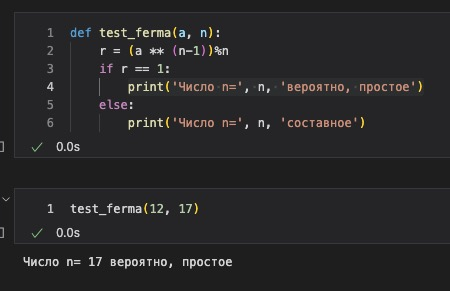 1 def test_ferma(a, n):
2     r = (a ** (n-1))%n
3     if r == 1:
4         print('Число n=', n, 'вероятно, простое')
5     else:
6         print('Число n=', n, 'составное')
0.0s
1 test_ferma(12, 17)
0.0s
Число n= 17 вероятно, простое